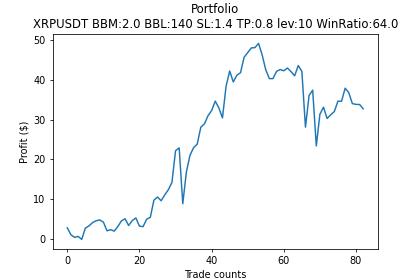 Portfolio
XRPUSDT BBM:2.0 BBL:140 SL:1.4 TP:0.8 lev:10 WinRatio:64.0
50
40
30
20
10
0
Profit ($)
0 20 40 60 80
Trade counts